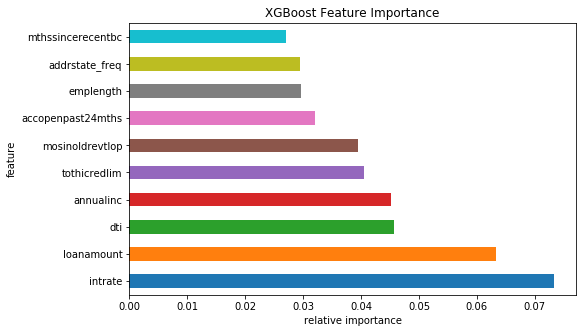 XGBoost Feature Importance
feature
mthssincerecentbc
addrstate_freq
emplength
accopenpast24mths
mosinoldrevtlop
tothicredlim
annualinc
dti
loanamount
intrate
0.00 0.01 0.02 0.03 0.04 0.05 0.06 0.07
relative importance